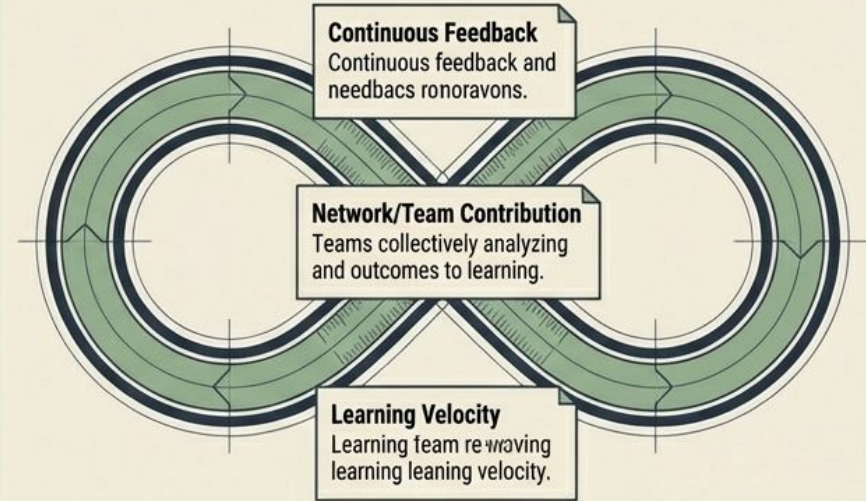 Continuous Feedback
Continuous feedback and
needbacs ronoravons.
Network/Team Contribution
Teams collectively analyzing
and outcomes to learning.
Learning Velocity
Learning team
learning leaning velocity.